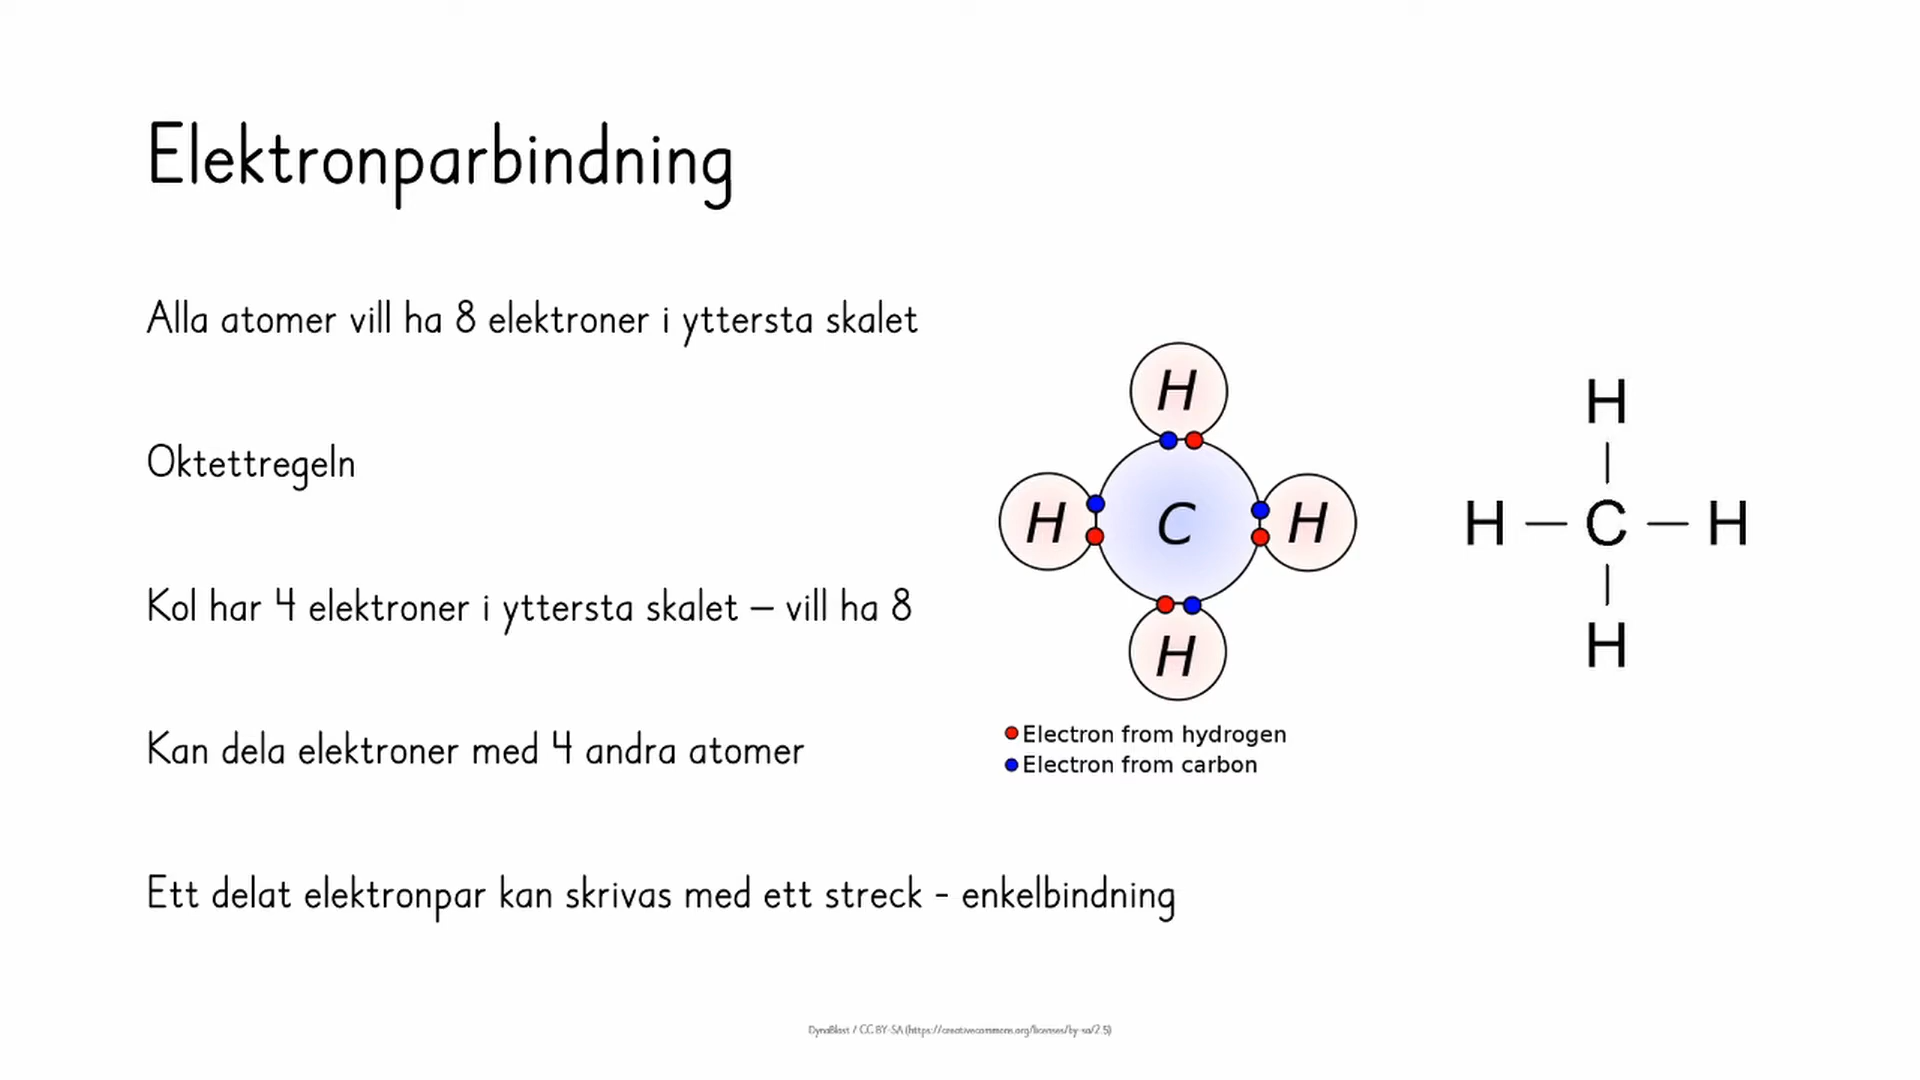 Elektronparbindning
Alla atomer vill ha 8 elektroner i yttersta skalet
Oktettregeln
Kol har 4 elektroner i yttersta skalet – vill ha 8
Kan dela elektroner med 4 andra atomer
Ett delat elektronpar kan skrivas med ett streck - enkelbindning
H
H C H
H
Electron from hydrogen
Electron from carbon
H
H – C – H
H
DynaBlast / CC BY-SA (https://creativecommons.org/licenses/by-sa/2.5)